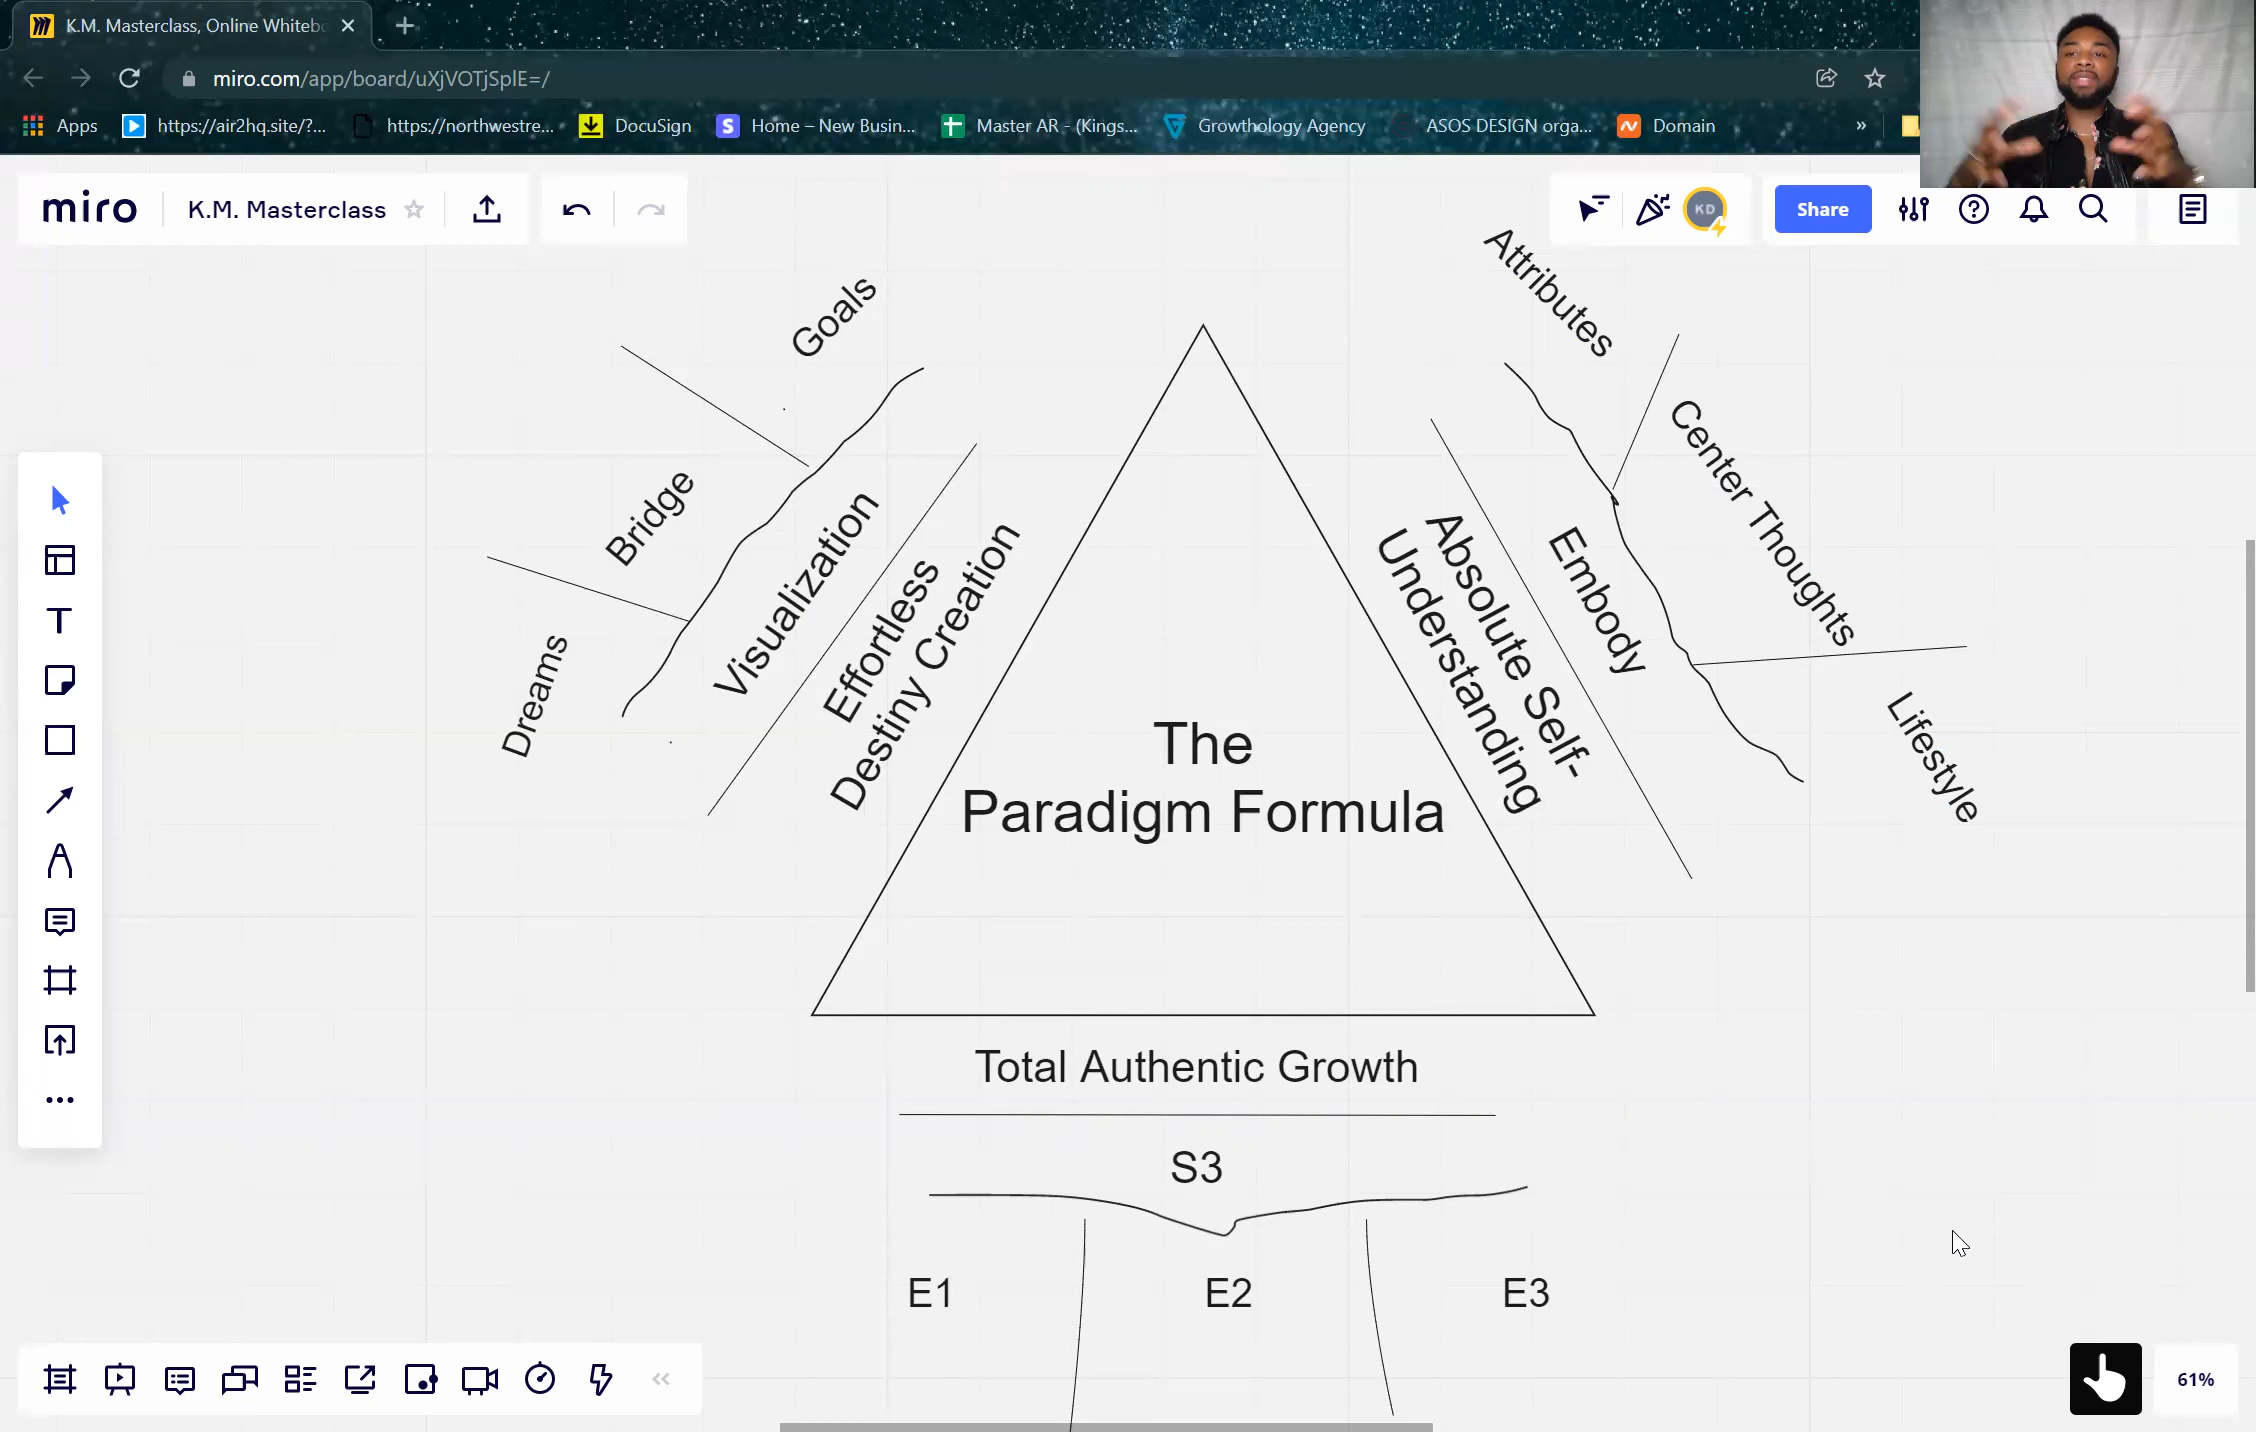 K.M. Masterclass, Online Whitebo
miro.com/app/board/uXjVOTjSplE=/
Apps
https://air2hq.site/?...
https://northwestre...
DocuSign
Home – New Busin...
Master AR - (Kings...
Growthology Agency
ASOS DESIGN orga...
Domain
»
miro
K.M. Masterclass
KD
Share
Goals
Bridge
Dreams
Visualization
Effortless
Destiny Creation
Attributes
Center Thoughts
Lifestyle
Embody
Absolute Self-
Understanding
The
Paradigm Formula
Total Authentic Growth
S3
E1
E2
E3
61%